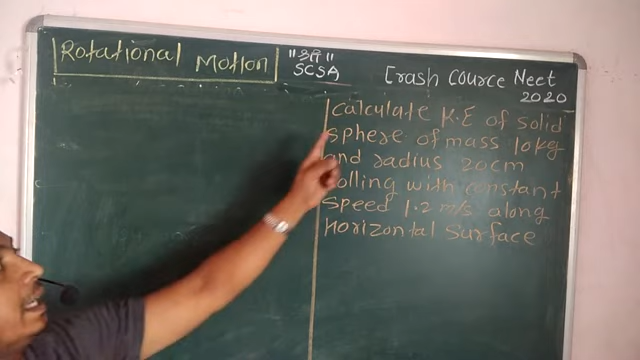 Rotational Motion
"श्री"
SCSA
Crash Cource Neet
2020
Calculate K.E of solid
sphere of mass 10kg
and radius 20cm
rolling with constant
speed 1.2 m/s along
horizontal surface